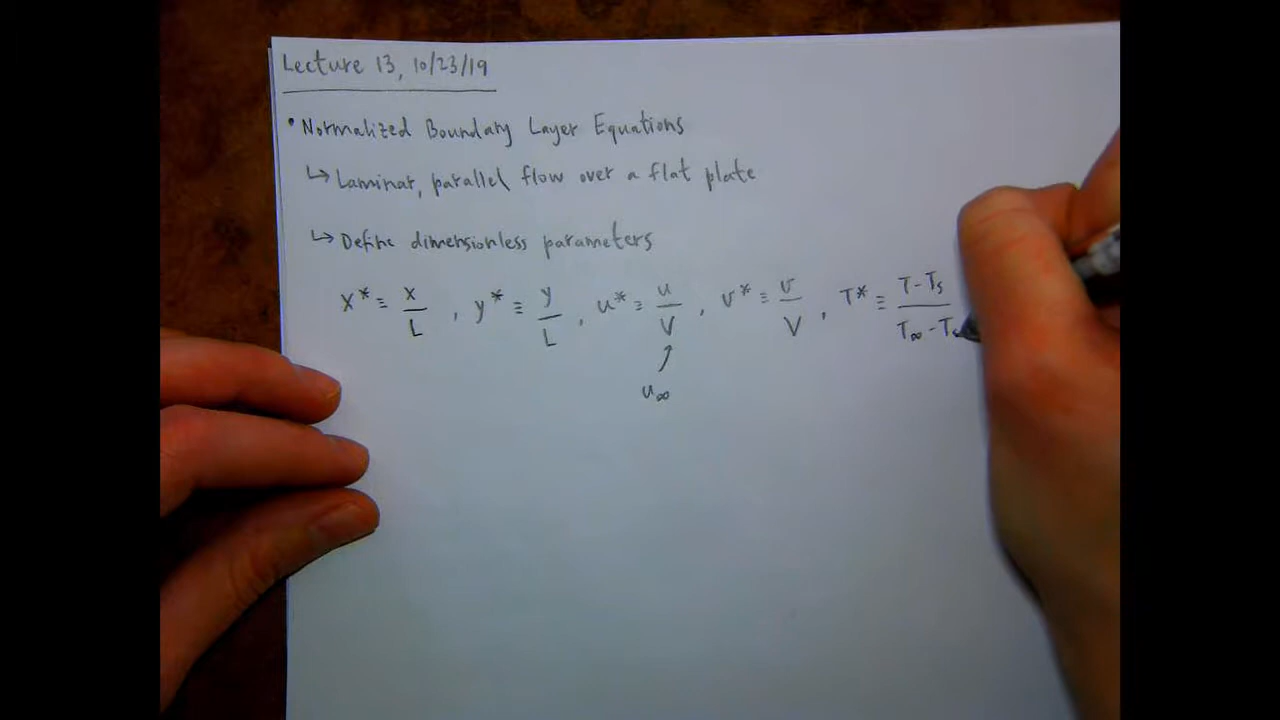 Lecture 13, 10/23/19
• Normalized Boundary Layer Equations
↳ Laminar, parallel flow over a flat plate
↳ Define dimensionless parameters
x* ≡ x/L , y* ≡ y/L , u* ≡ u/V , v* ≡ v/V , T* ≡ (T - Ts)/(T∞ - Ts
u∞